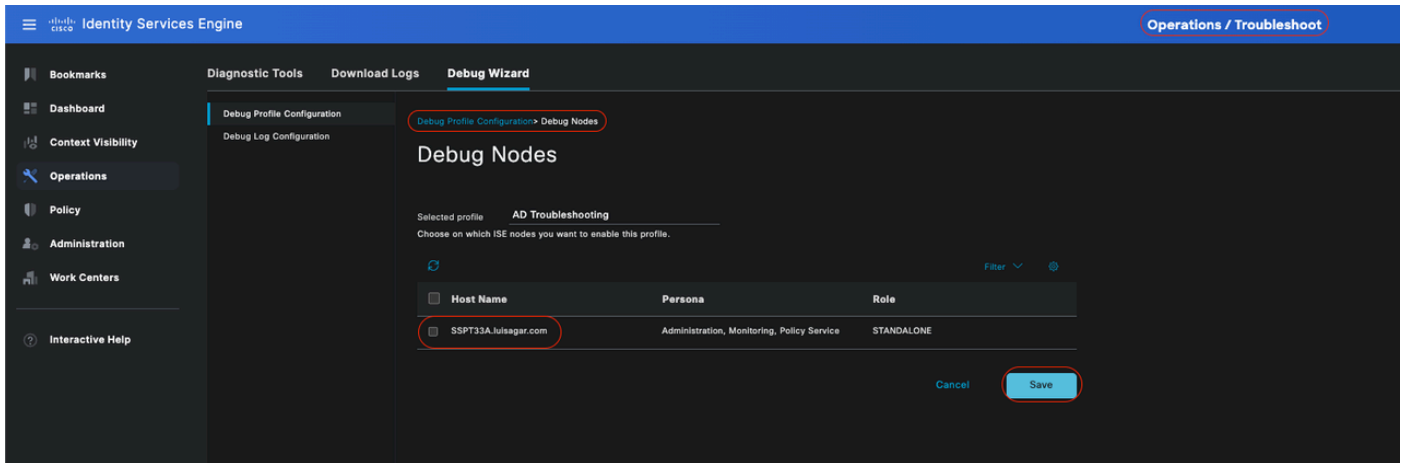 cisco Identity Services Engine
Operations / Troubleshoot
Bookmarks
Dashboard
Context Visibility
Operations
Policy
Administration
Work Centers
Interactive Help
Diagnostic Tools Download Logs Debug Wizard
Debug Profile Configuration
Debug Log Configuration
Debug Profile Configuration> Debug Nodes
Debug Nodes
Selected profile AD Troubleshooting
Choose on which ISE nodes you want to enable this profile.
Filter
Host Name Persona Role
SSPT33A.luisagar.com Administration, Monitoring, Policy Service STANDALONE
Cancel Save